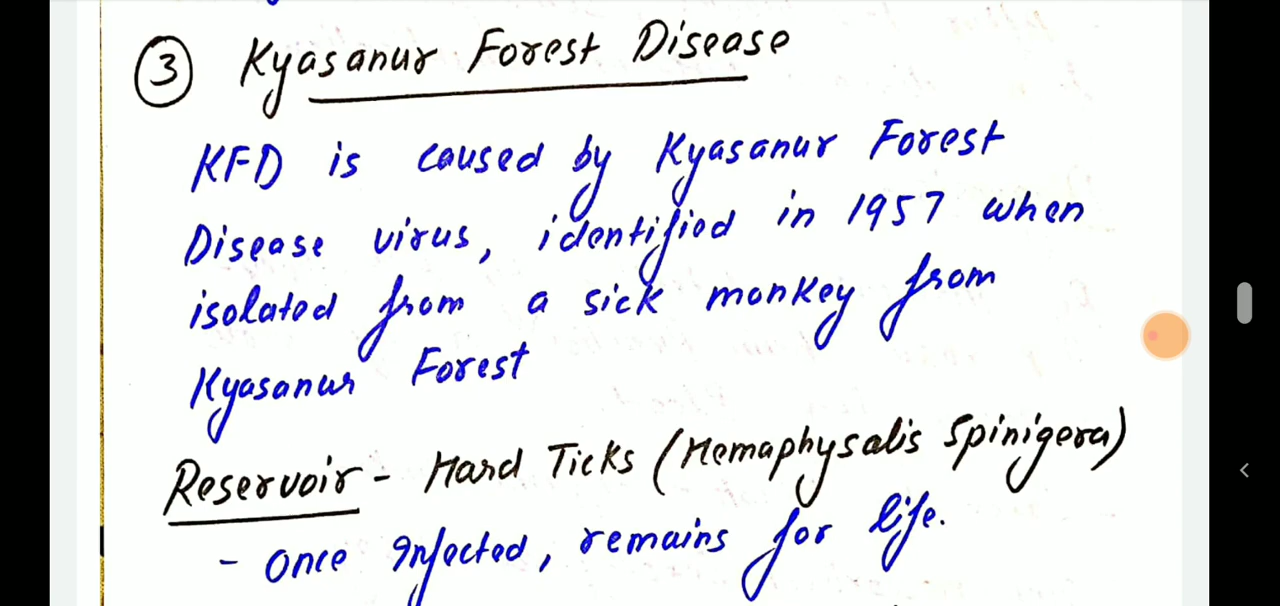 3 Kyasanur Forest Disease
KFD is caused by Kyasanur Forest
Disease virus, identified in 1957 when
isolated from a sick monkey from
Kyasanur Forest
Reservoir - Hard Ticks (Hemaphysalis Spinigera)
- once infected, remains for life.